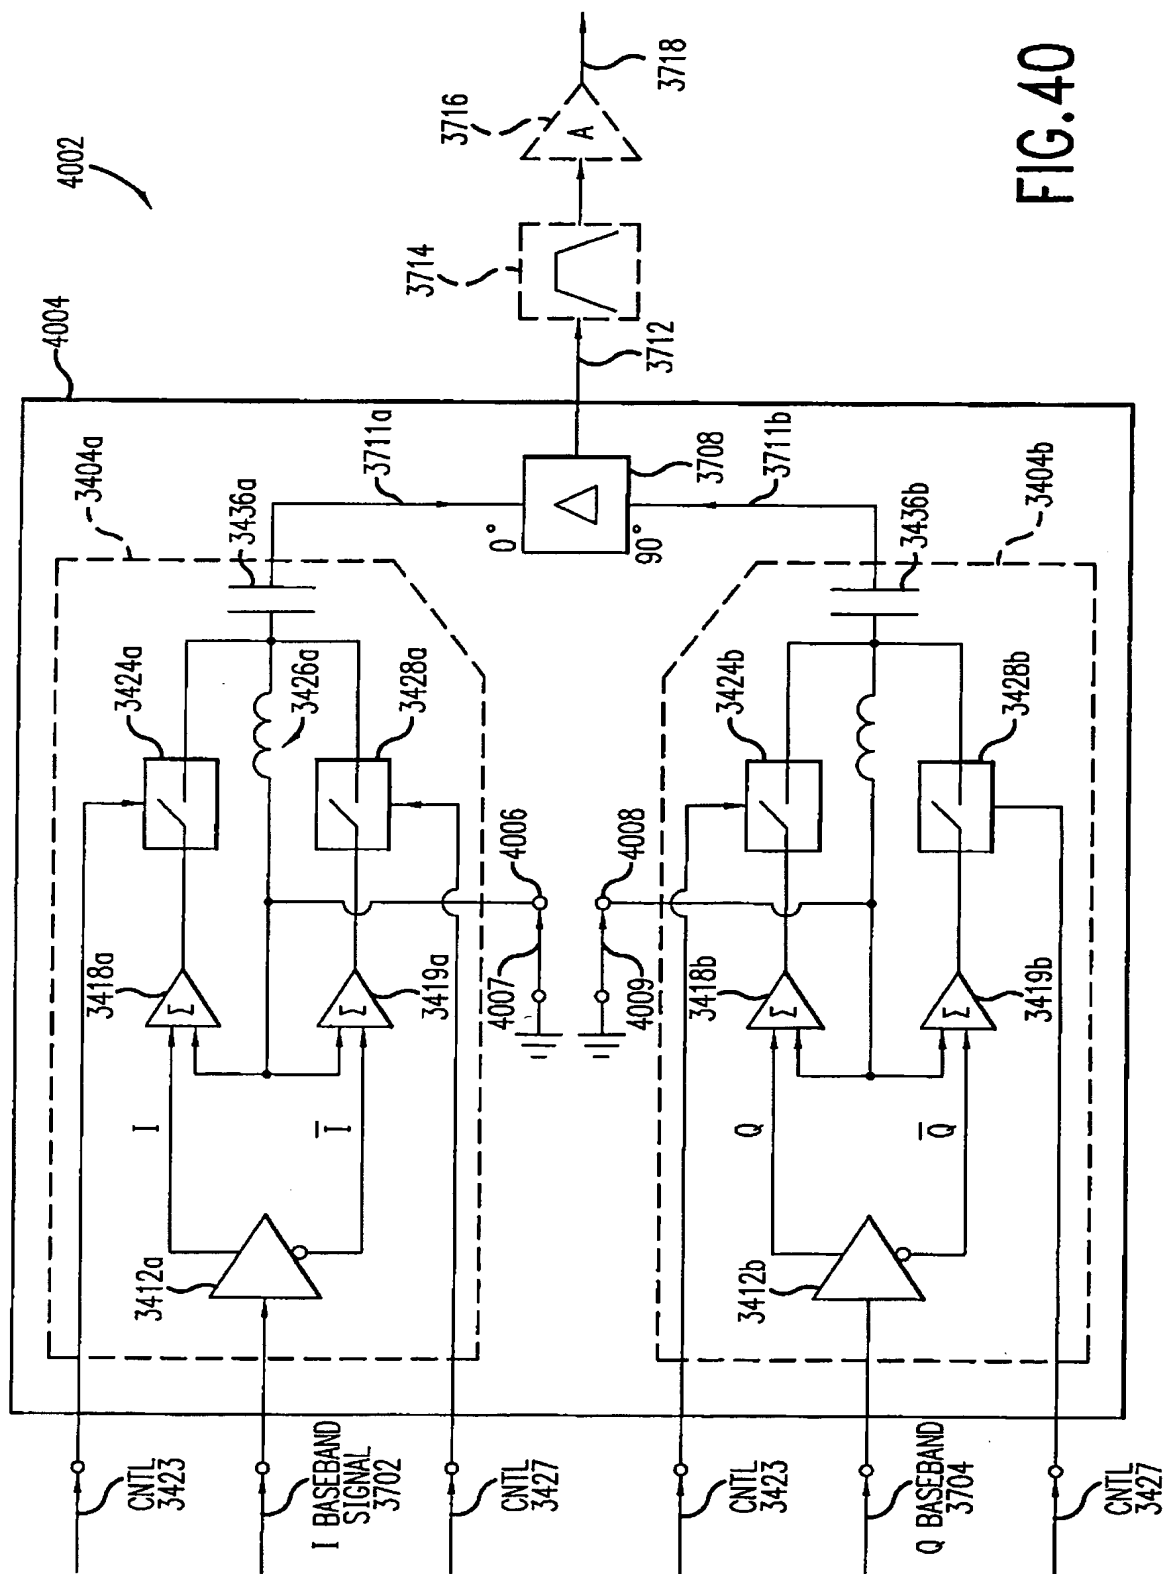 4002
4004
3404a
3436a
3424a
3426a
3428a
3418a
Σ
3419a
Σ
I
I̅
3412a
CNTL
3423
I BASEBAND
SIGNAL
3702
CNTL
3427
4006
4007
4008
4009
3711a
0°
3708
Δ
90°
3711b
3712
3714
3716
A
3718
3404b
3436b
3424b
3428b
3418b
Σ
3419b
Σ
Q
Q̅
3412b
CNTL
3423
Q BASEBAND
3704
CNTL
3427
FIG.40